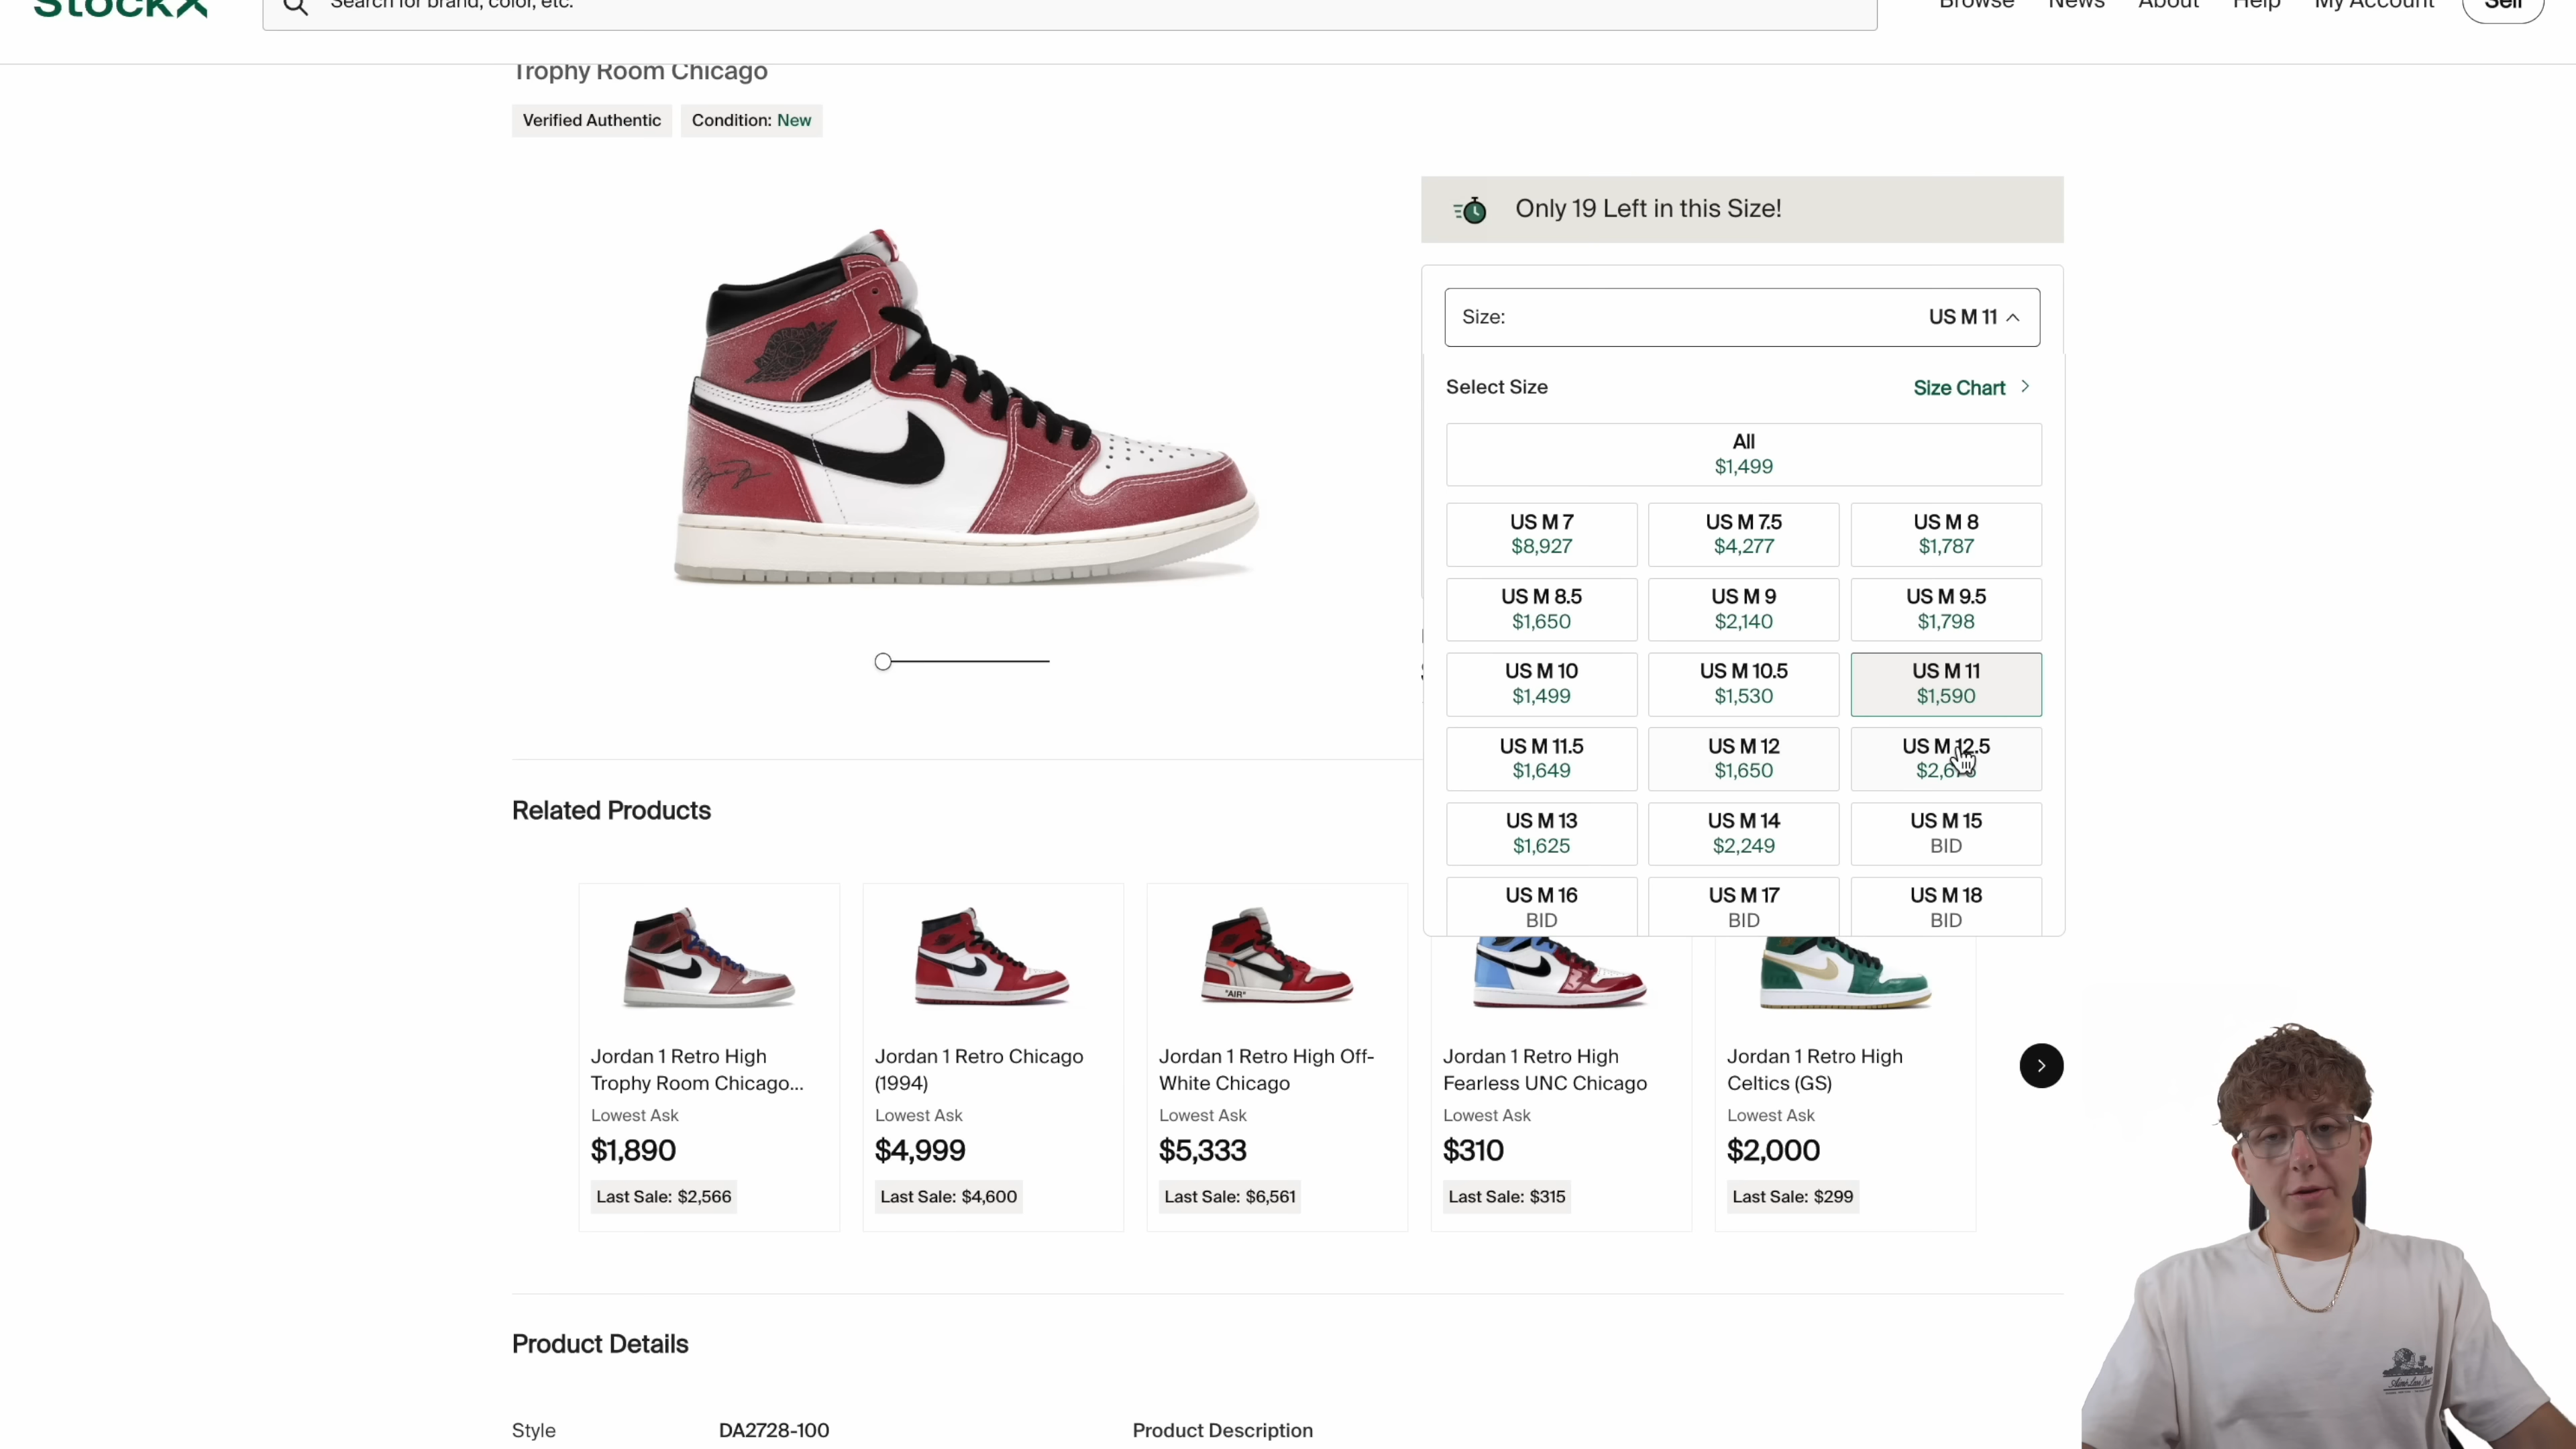 StockX
Search for brand, color, etc.
Browse News About Help My Account Sell
Trophy Room Chicago
Verified Authentic
Condition: New
Only 19 Left in this Size!
Size:
US M 11
Select Size
Size Chart
All
$1,499
US M 7
$8,927
US M 7.5
$4,277
US M 8
$1,787
US M 8.5
$1,650
US M 9
$2,140
US M 9.5
$1,798
US M 10
$1,499
US M 10.5
$1,530
US M 11
$1,590
US M 11.5
$1,649
US M 12
$1,650
US M 12.5
US M 13
$1,625
US M 14
$2,249
US M 15
BID
US M 16
BID
US M 17
BID
US M 18
BID
Related Products
"AIR"
Jordan 1 Retro High
Trophy Room Chicago...
Lowest Ask
$1,890
Last Sale: $2,566
Jordan 1 Retro Chicago
(1994)
Lowest Ask
$4,999
Last Sale: $4,600
Jordan 1 Retro High Off-
White Chicago
Lowest Ask
$5,333
Last Sale: $6,561
Jordan 1 Retro High
Fearless UNC Chicago
Lowest Ask
$310
Last Sale: $315
Jordan 1 Retro High
Celtics (GS)
Lowest Ask
$2,000
Last Sale: $299
Product Details
Style
DA2728-100
Product Description